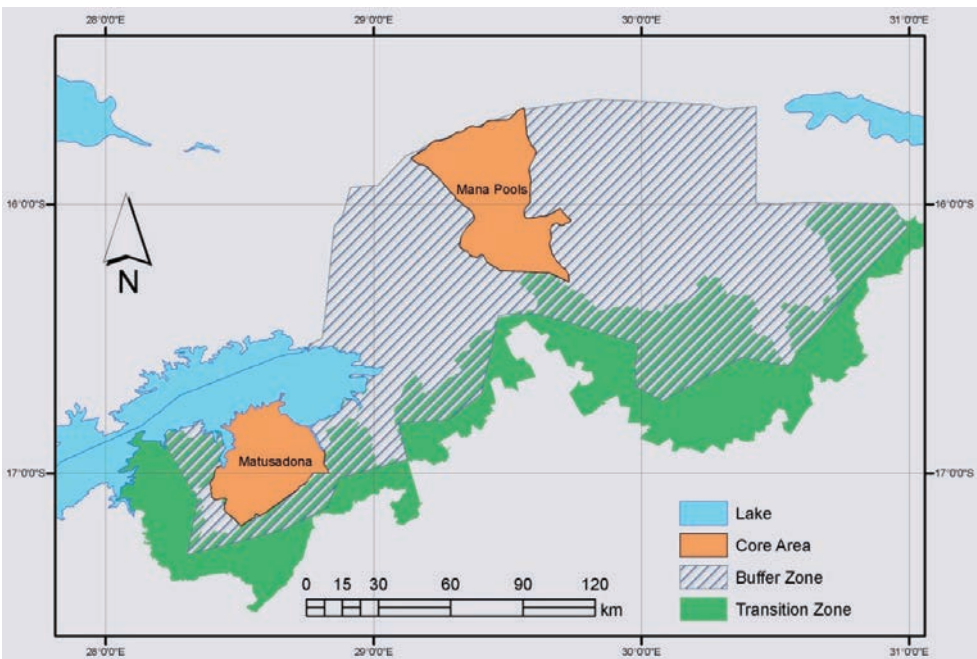 28°0'0"E 29°0'0"E 30°0'0"E 31°0'0"E
Mana Pools
16°0'0"S 16°0'0"S
N
Matusadona
17°0'0"S 17°0'0"S
Lake
Core Area
Buffer Zone
Transition Zone
0 15 30 60 90 120
km
28°0'0"E 29°0'0"E 30°0'0"E 31°0'0"E